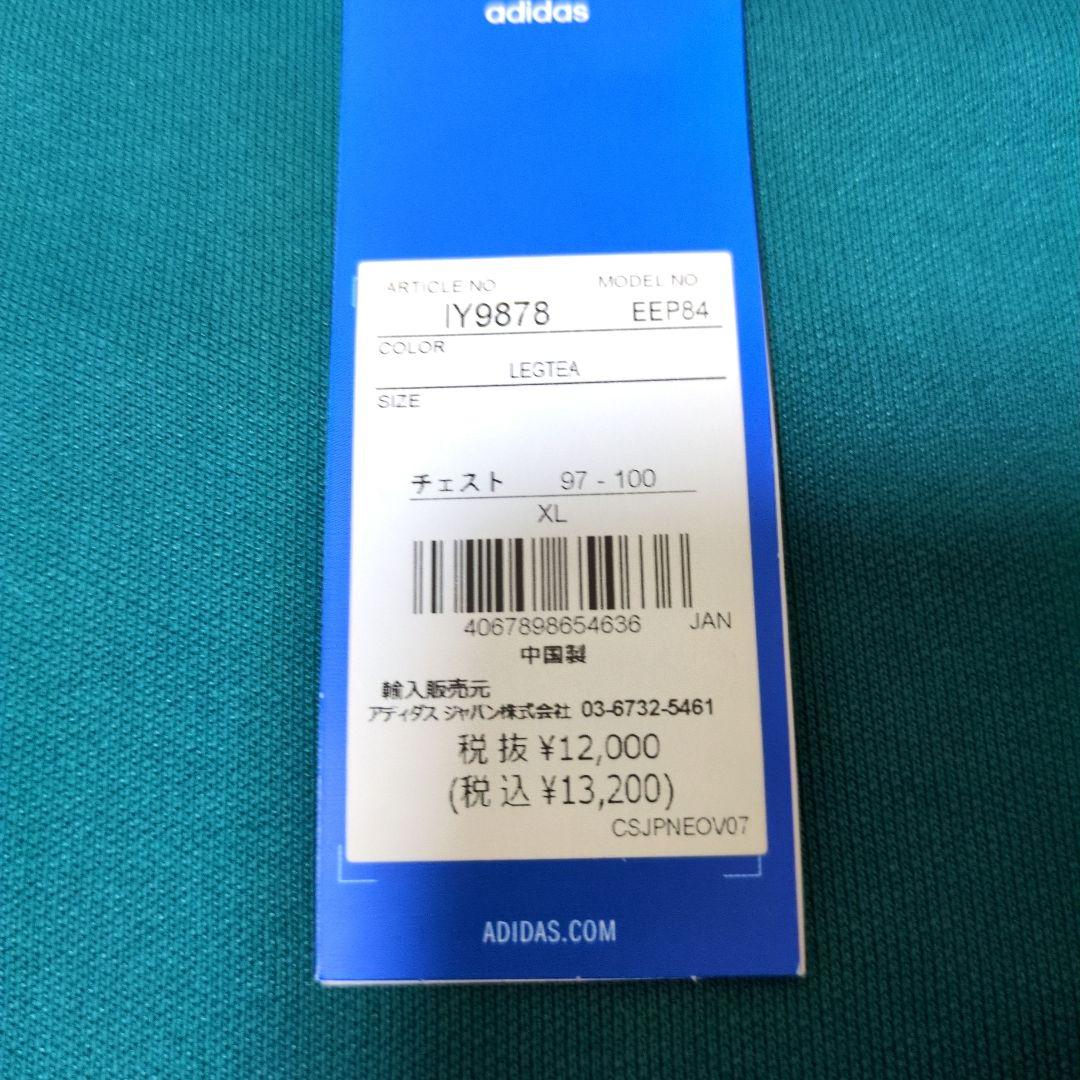 adidas
ARTICLE NO MODEL NO
IY9878 EEP84
COLOR
LEGTEA
SIZE
チェスト 97 - 100
XL
4067898654636 JAN
中国製
輸入販売元
アディダス ジャパン株式会社 03-6732-5461
税抜 ¥12,000
(税込 ¥13,200)
CSJPNEOV07
ADIDAS.COM